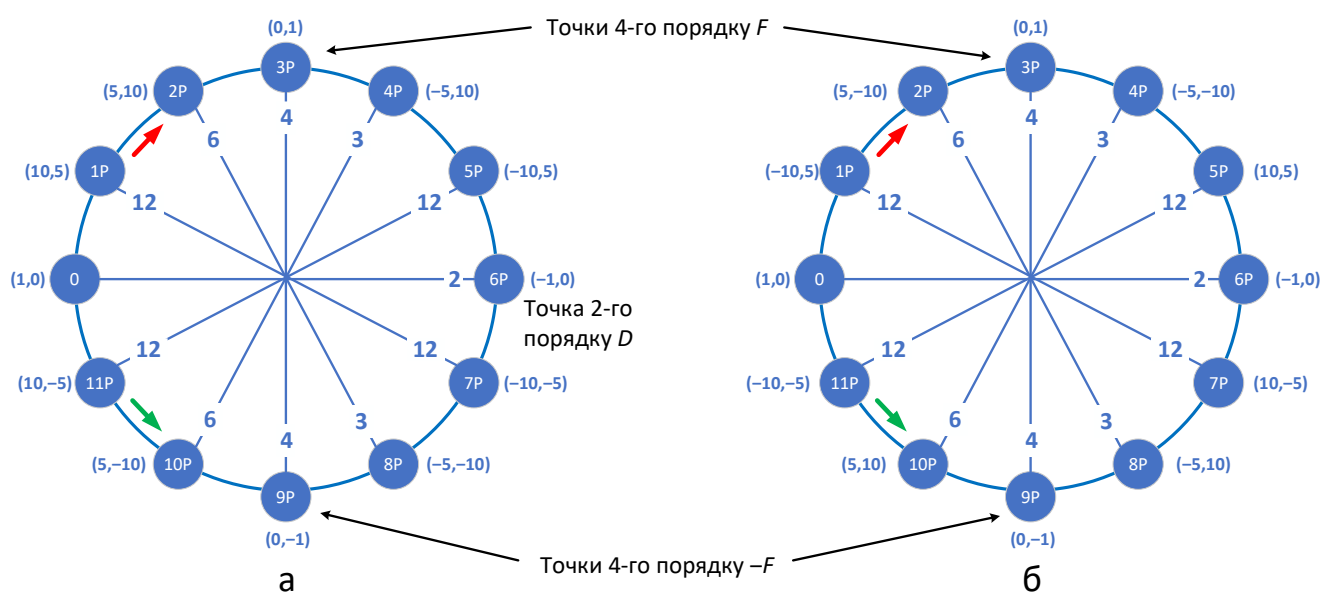 Точки 4-го порядку F
(0,1)
3P
(5,10)
2P
4P
(–5,10)
6
4
3
(10,5)
1P
5P
(–10,5)
12
12
(1,0)
0
2
6P
(–1,0)
Точка 2-го
порядку D
12
12
(10,–5)
11P
7P
(–10,–5)
6
4
3
(5,–10)
10P
8P
(–5,–10)
9P
(0,–1)
а
(0,1)
3P
(5,–10)
2P
4P
(–5,–10)
6
4
3
(–10,5)
1P
5P
(10,5)
12
12
(1,0)
0
2
6P
(–1,0)
12
12
(–10,–5)
11P
7P
(10,–5)
6
4
3
(5,10)
10P
8P
(–5,10)
9P
(0,–1)
Точки 4-го порядку –F
б